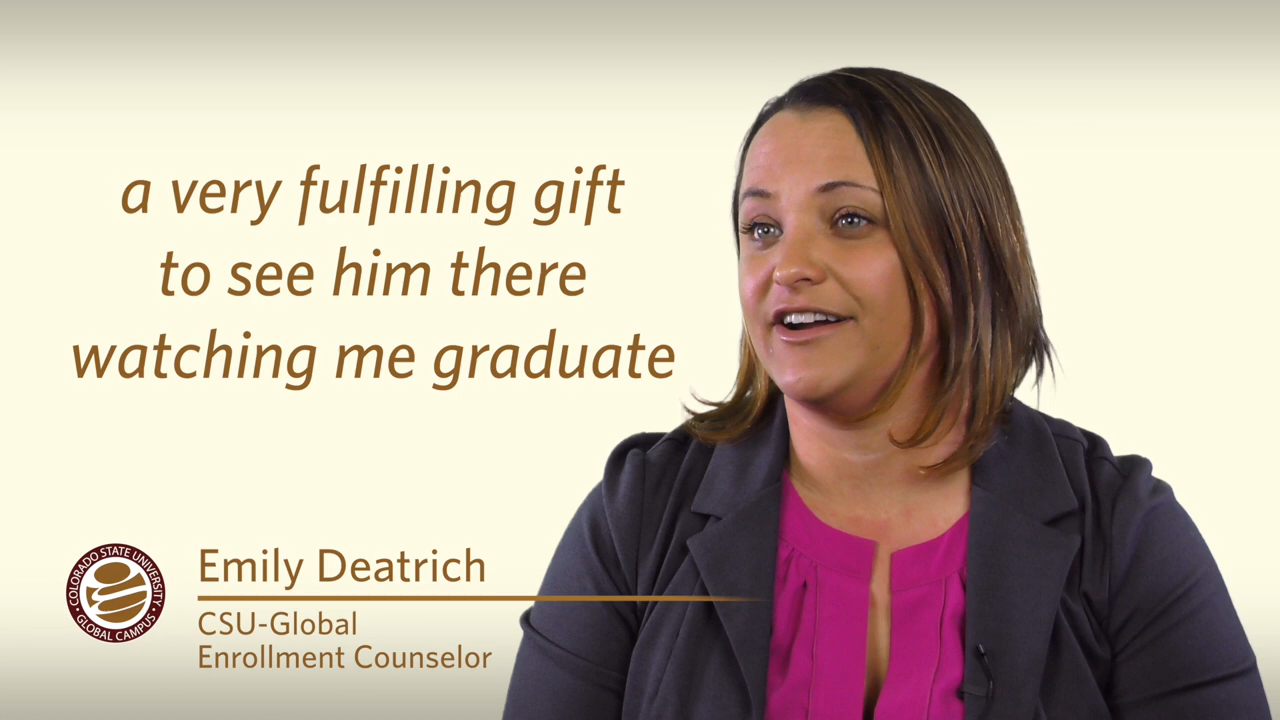 a very fulfilling gift
to see him there
watching me graduate
COLORADO STATE UNIVERSITY
GLOBAL CAMPUS
Emily Deatrich
CSU-Global
Enrollment Counselor